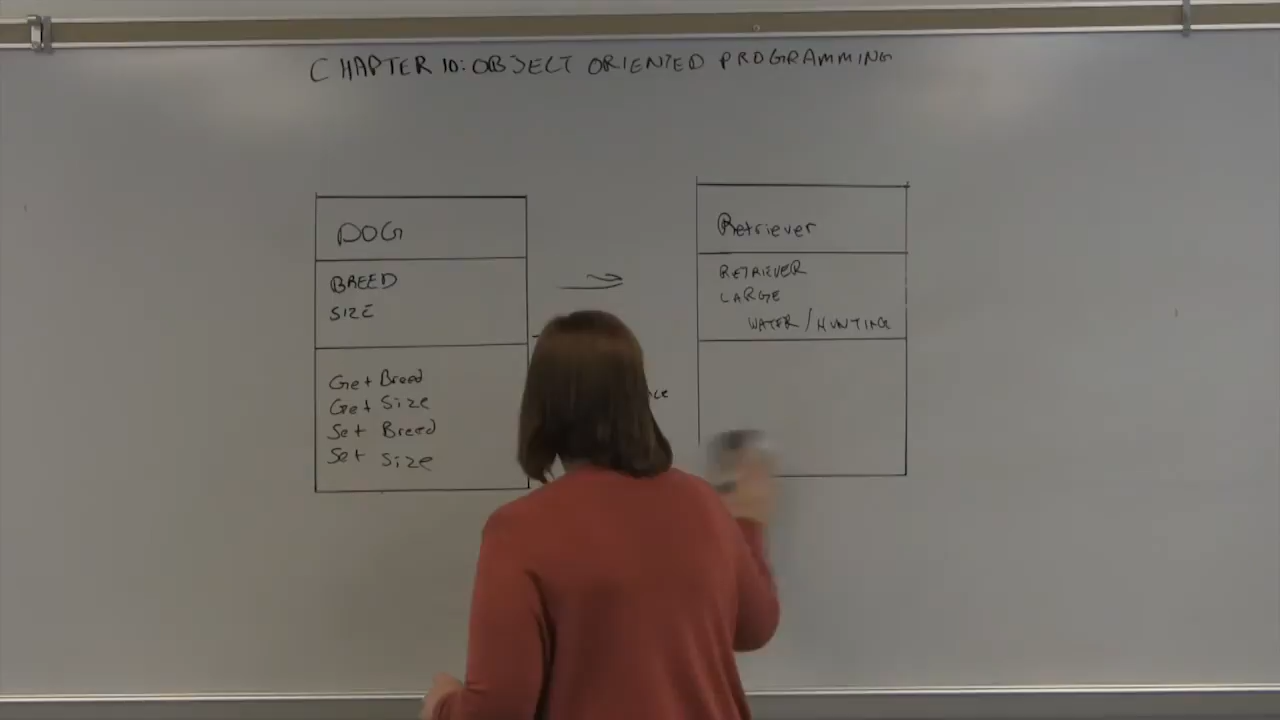 CHAPTER 10: OBJECT ORIENTED PROGRAMMING
DOG
BREED
SIZE
Get Breed
Get Size
Set Breed
Set Size
Retriever
RETRIEVER
LARGE
WATER/HUNTING